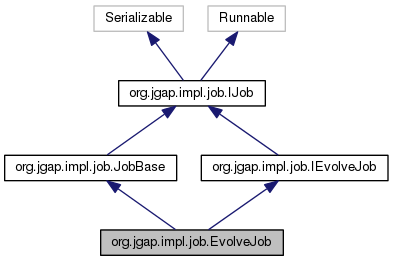 Serializable
Runnable
org.jgap.impl.job.IJob
org.jgap.impl.job.JobBase
org.jgap.impl.job.IEvolveJob
org.jgap.impl.job.EvolveJob